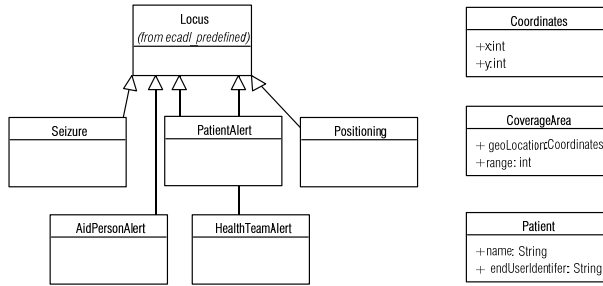 Locus
(from ecadl_predefined)
Seizure
PatientAlert
Positioning
AidPersonAlert
HealthTeamAlert
Coordinates
+x:int
+y:int
CoverageArea
+ geoLocation:Coordinates
+range: int
Patient
+name: String
+ endUserIdentifer: String